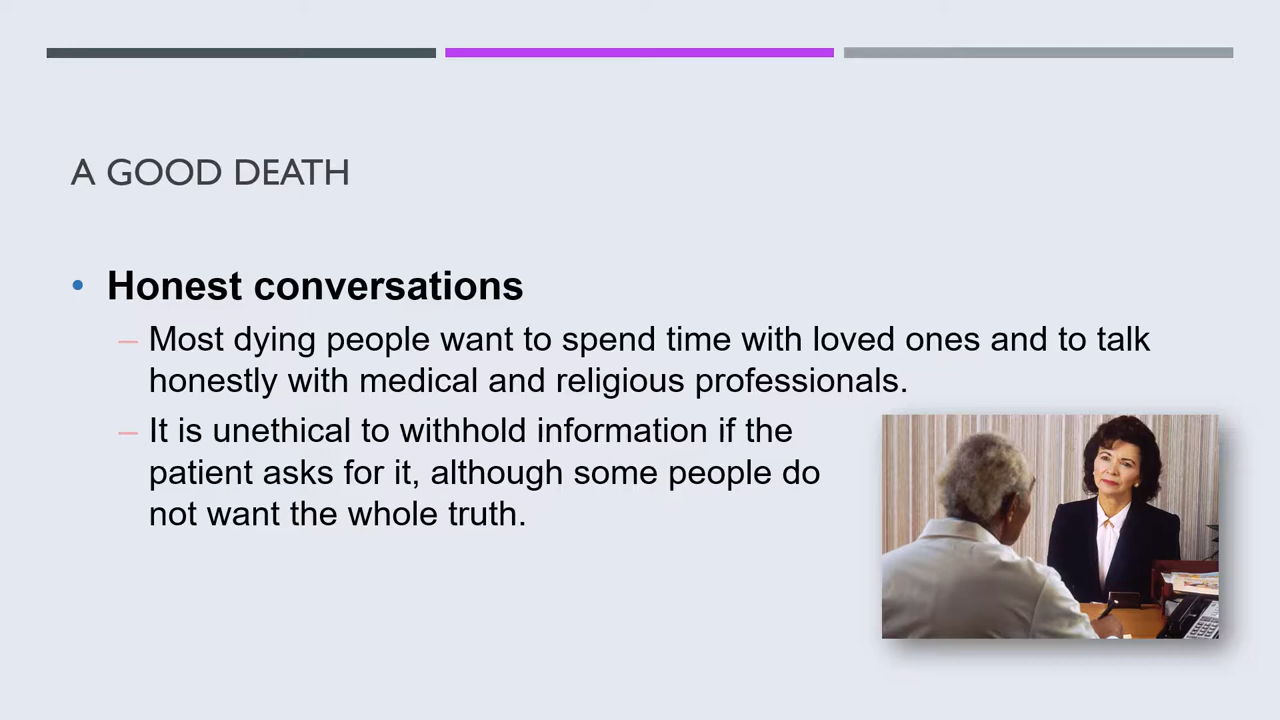 A GOOD DEATH
• Honest conversations
– Most dying people want to spend time with loved ones and to talk
honestly with medical and religious professionals.
– It is unethical to withhold information if the
patient asks for it, although some people do
not want the whole truth.